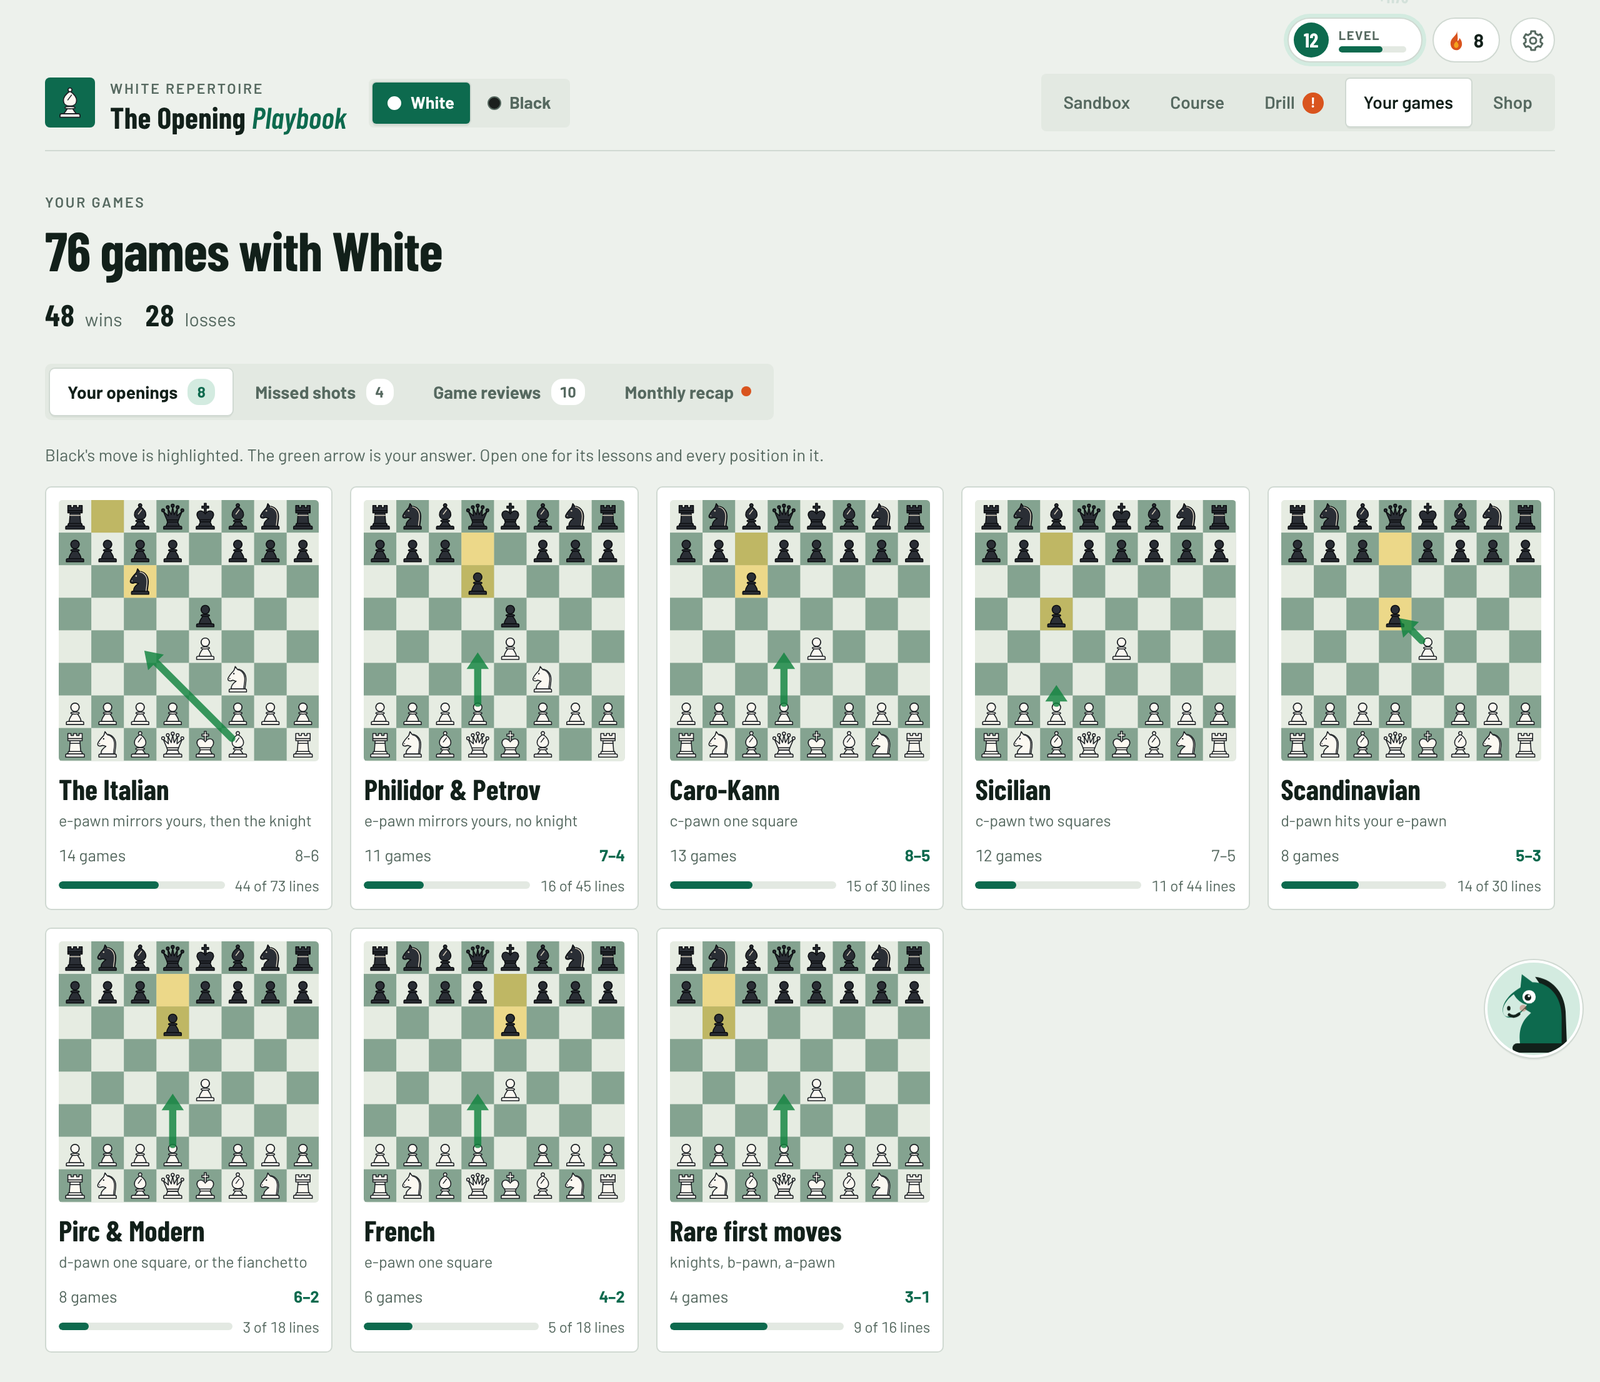 12 LEVEL 8
WHITE REPERTOIRE
The Opening Playbook
White Black
Sandbox Course Drill ! Your games Shop
YOUR GAMES
76 games with White
48 wins 28 losses
Your openings 8 Missed shots 4 Game reviews 10 Monthly recap
Black's move is highlighted. The green arrow is your answer. Open one for its lessons and every position in it.
The Italian
e-pawn mirrors yours, then the knight
14 games 8–6
44 of 73 lines
Philidor & Petrov
e-pawn mirrors yours, no knight
11 games 7–4
16 of 45 lines
Caro-Kann
c-pawn one square
13 games 8–5
15 of 30 lines
Sicilian
c-pawn two squares
12 games 7–5
11 of 44 lines
Scandinavian
d-pawn hits your e-pawn
8 games 5–3
14 of 30 lines
Pirc & Modern
d-pawn one square, or the fianchetto
8 games 6–2
3 of 18 lines
French
e-pawn one square
6 games 4–2
5 of 18 lines
Rare first moves
knights, b-pawn, a-pawn
4 games 3–1
9 of 16 lines